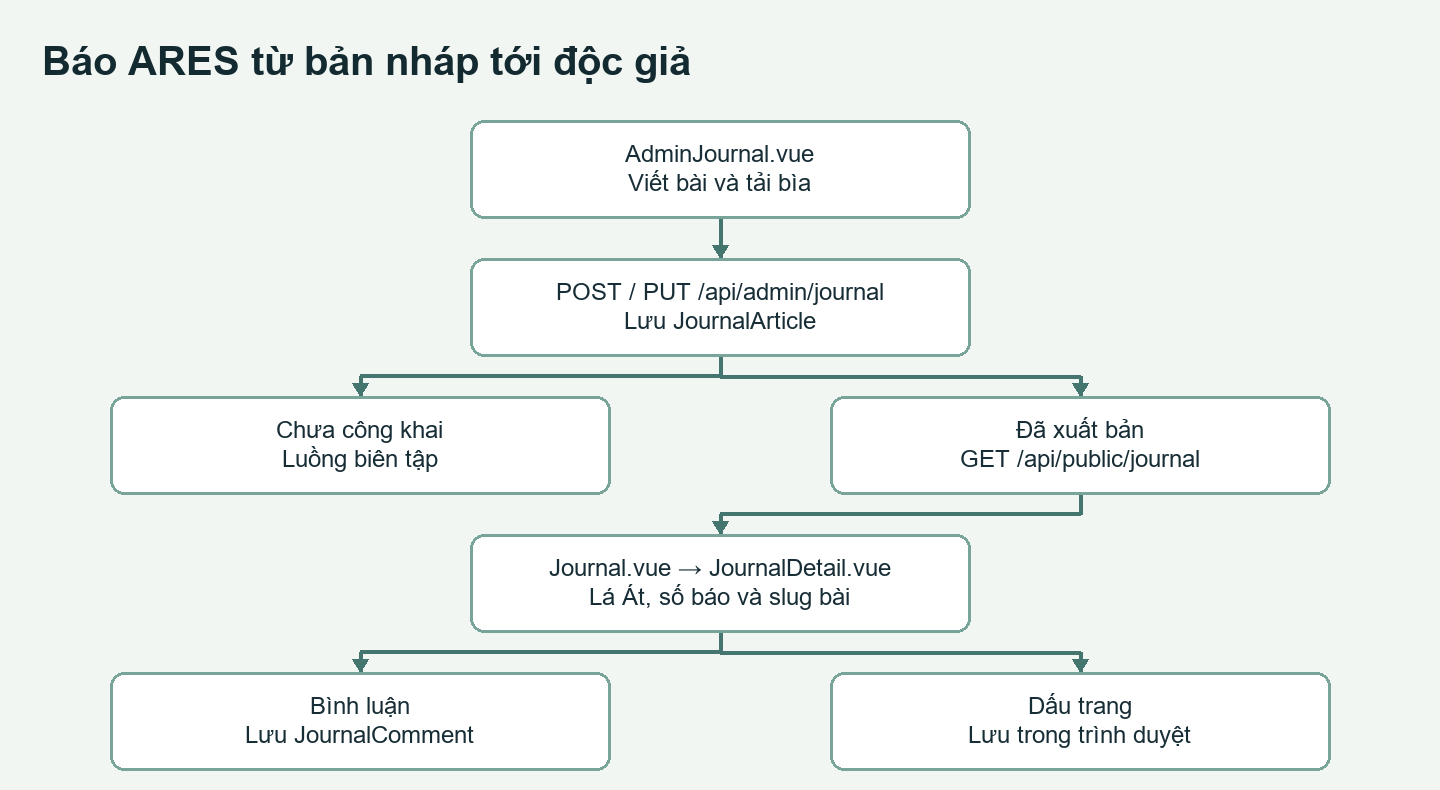 Báo ARES từ bản nháp tới độc giả
AdminJournal.vue
Viết bài và tải bìa
POST / PUT /api/admin/journal
Lưu JournalArticle
Chưa công khai
Luồng biên tập
Đã xuất bản
GET /api/public/journal
Journal.vue → JournalDetail.vue
Lá Át, số báo và slug bài
Bình luận
Lưu JournalComment
Dấu trang
Lưu trong trình duyệt